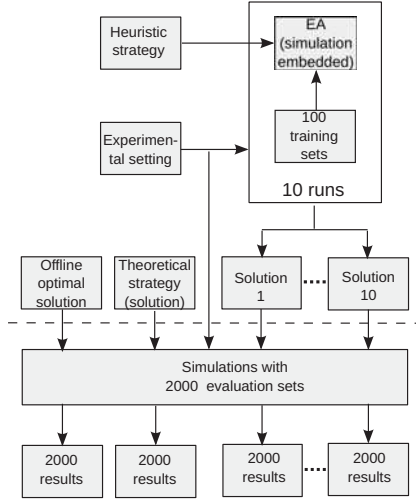 Heuristic
strategy
EA
(simulation
embedded)
100
training
sets
Experimen-
tal setting
10 runs
Offline
optimal
solution
Theoretical
strategy
(solution)
Solution
1
Solution
10
Simulations with
2000 evaluation sets
2000
results
2000
results
2000
results
2000
results